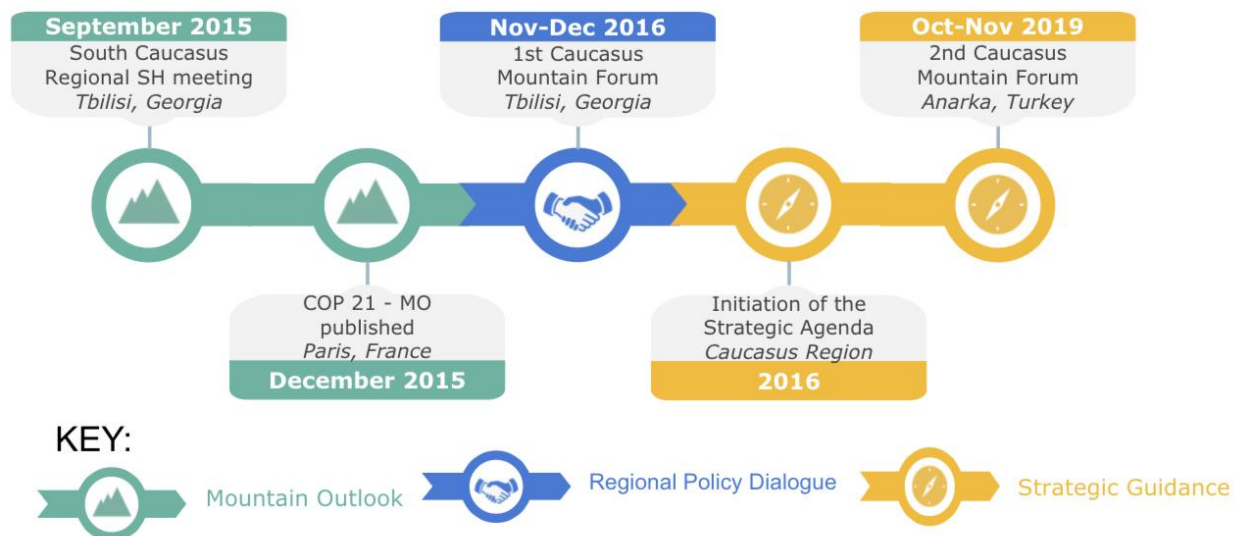 September 2015
South Caucasus
Regional SH meeting
Tbilisi, Georgia
Nov-Dec 2016
1st Caucasus
Mountain Forum
Tbilisi, Georgia
Oct-Nov 2019
2nd Caucasus
Mountain Forum
Anarka, Turkey
COP 21 - MO
published
Paris, France
December 2015
Initiation of the
Strategic Agenda
Caucasus Region
2016
KEY:
Mountain Outlook
Regional Policy Dialogue
Strategic Guidance